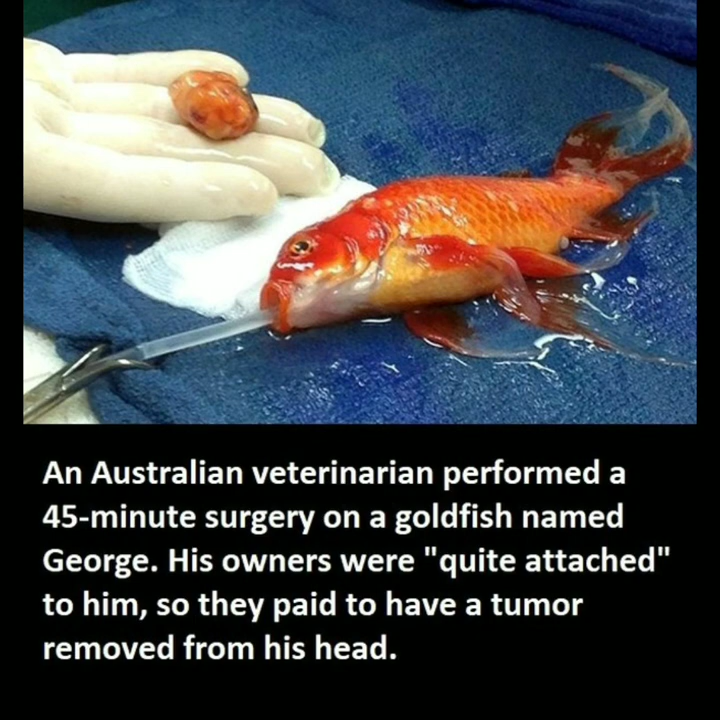 An Australian veterinarian performed a
45-minute surgery on a goldfish named
George. His owners were "quite attached"
to him, so they paid to have a tumor
removed from his head.